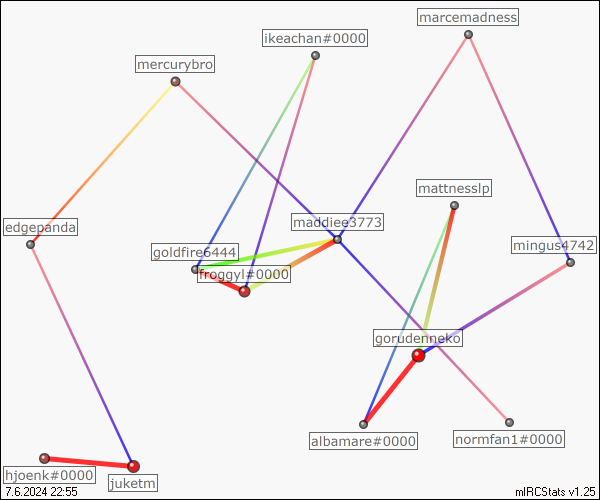 marcemadness
ikeachan#0000
mercurybro
mattnesslp
maddiee3773
edgepanda
mingus4742
goldfire6444
froggyl#0000
gorudenneko
albamare#0000
normfan1#0000
hjoenk#0000
juketm
7.6.2024 22:55
mIRCStats v1.25